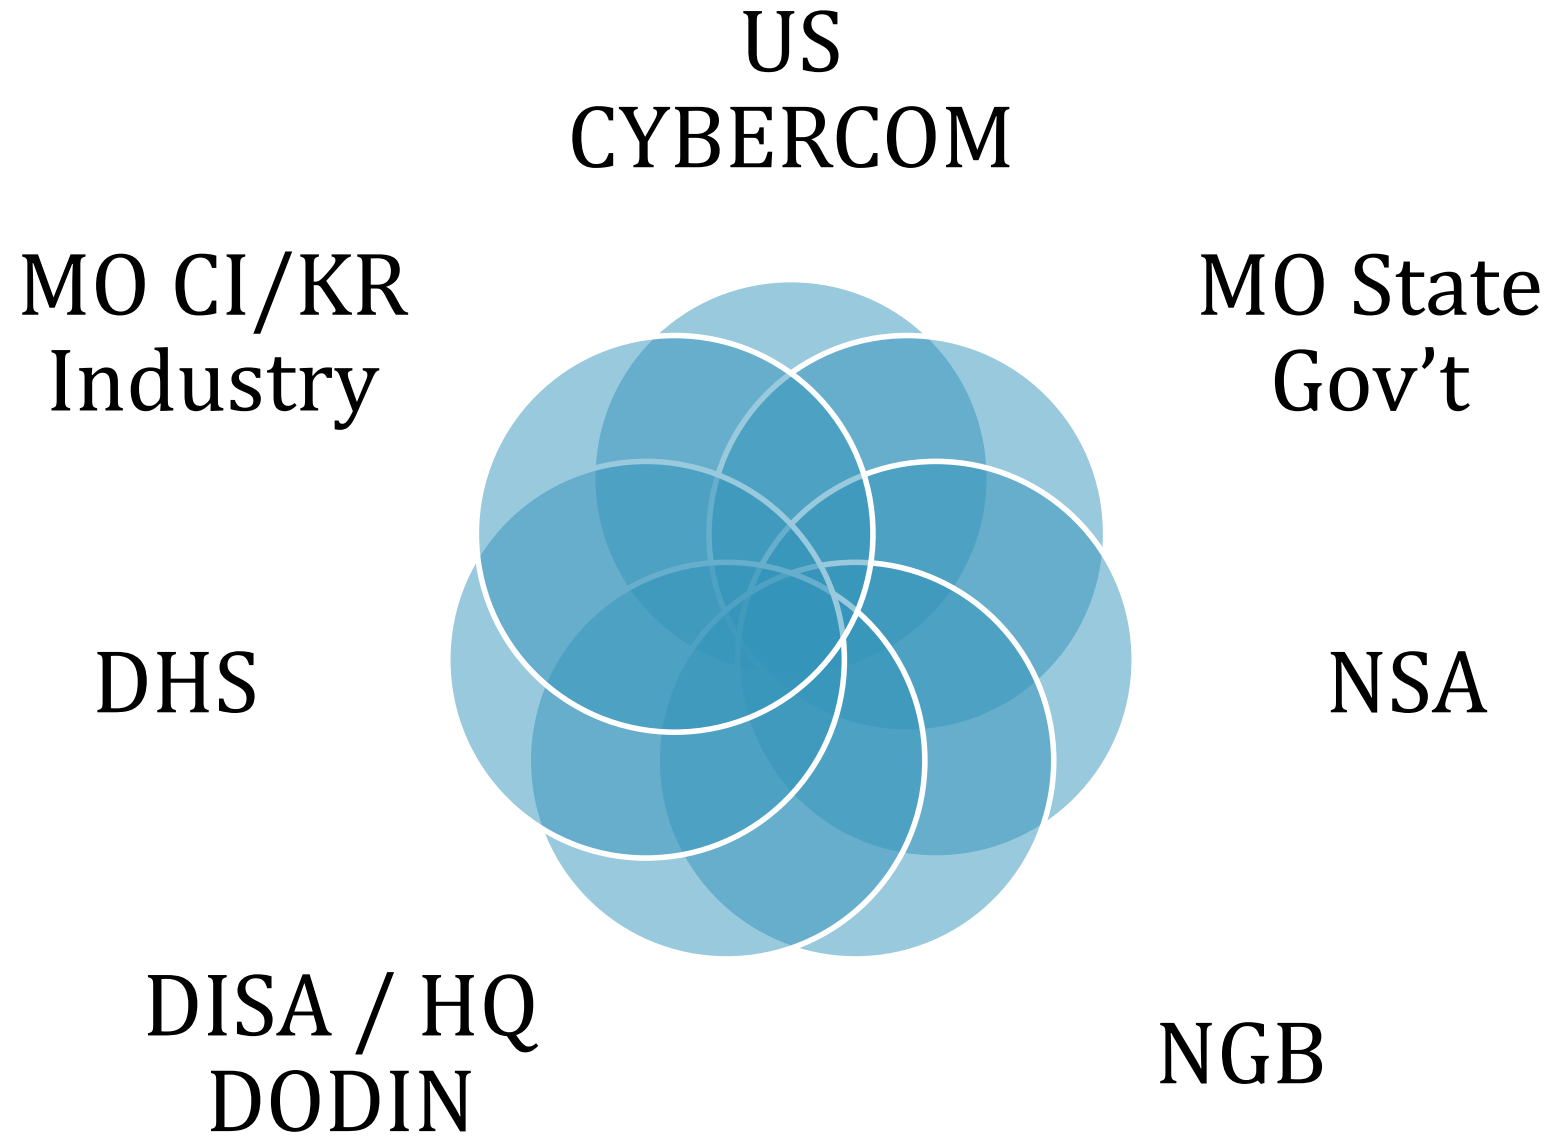 US
CYBERCOM
MO CI/KR
Industry
MO State
Gov’t
DHS
NSA
DISA / HQ
DODIN
NGB